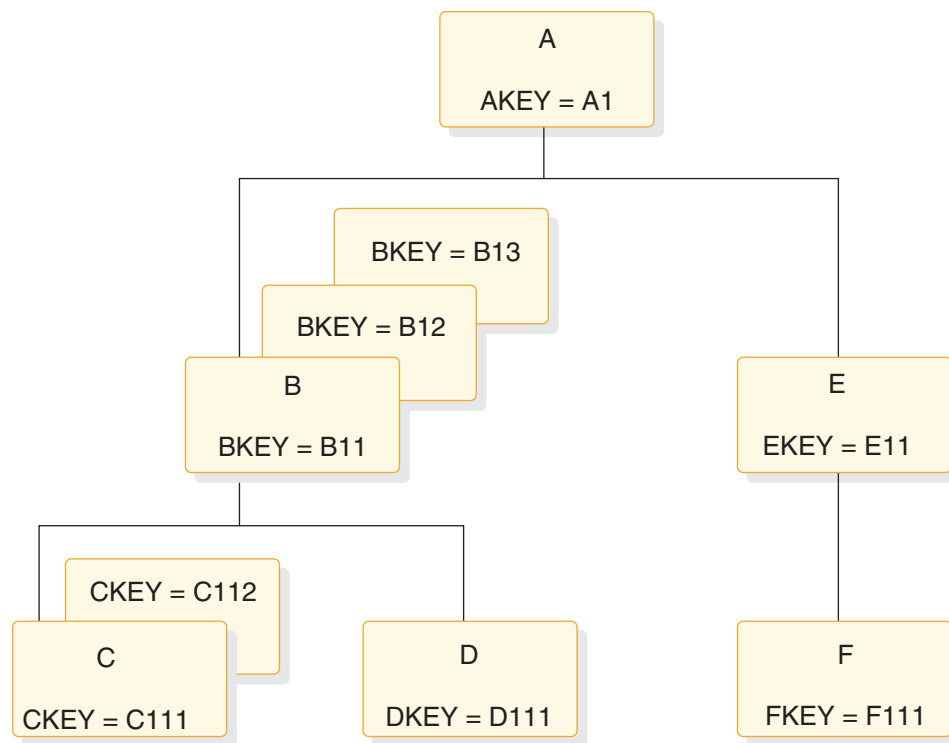 A
AKEY = A1
BKEY = B13
BKEY = B12
B
BKEY = B11
E
EKEY = E11
CKEY = C112
C
CKEY = C111
D
DKEY = D111
F
FKEY = F111